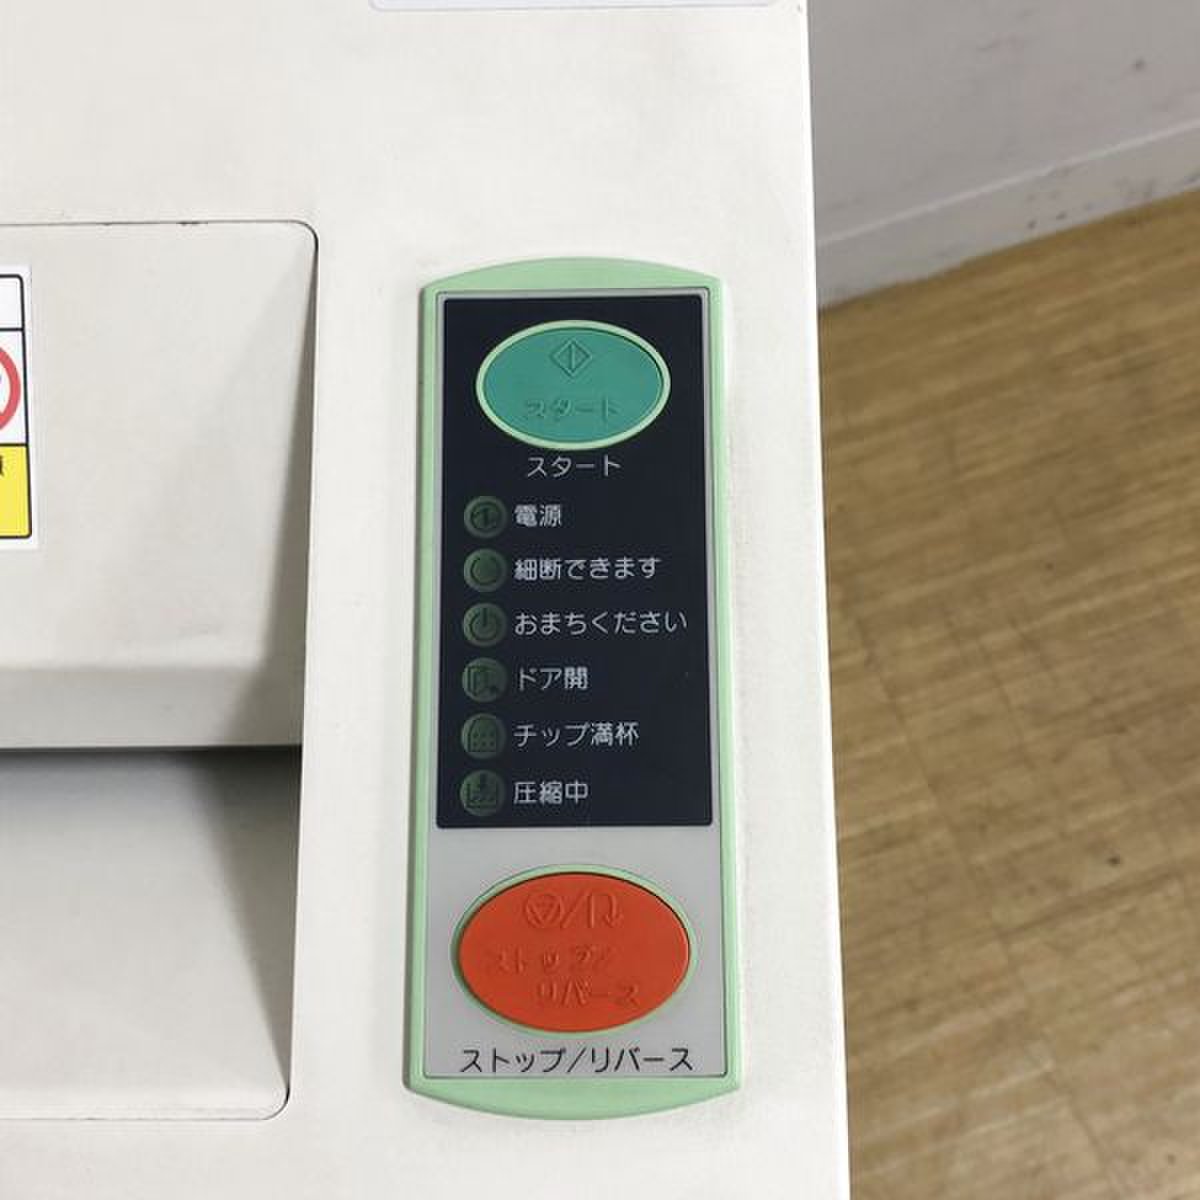 スタート
スタート
電源
細断できます
おまちください
ドア開
チップ満杯
圧縮中
ストップ/
リバース
ストップ/リバース